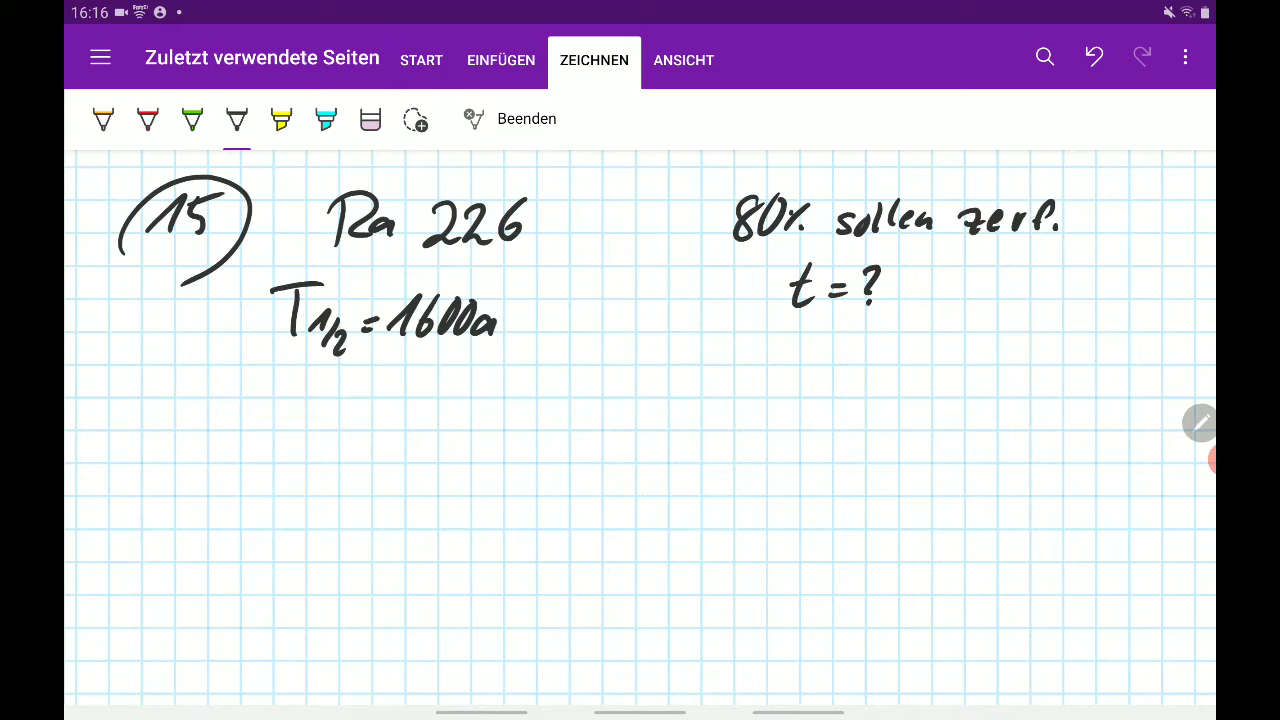 16:16
Zuletzt verwendete Seiten START EINFÜGEN ZEICHNEN ANSICHT
Beenden
15 Ra 226 80% sollen zerf.
T1/2 = 1600a t = ?